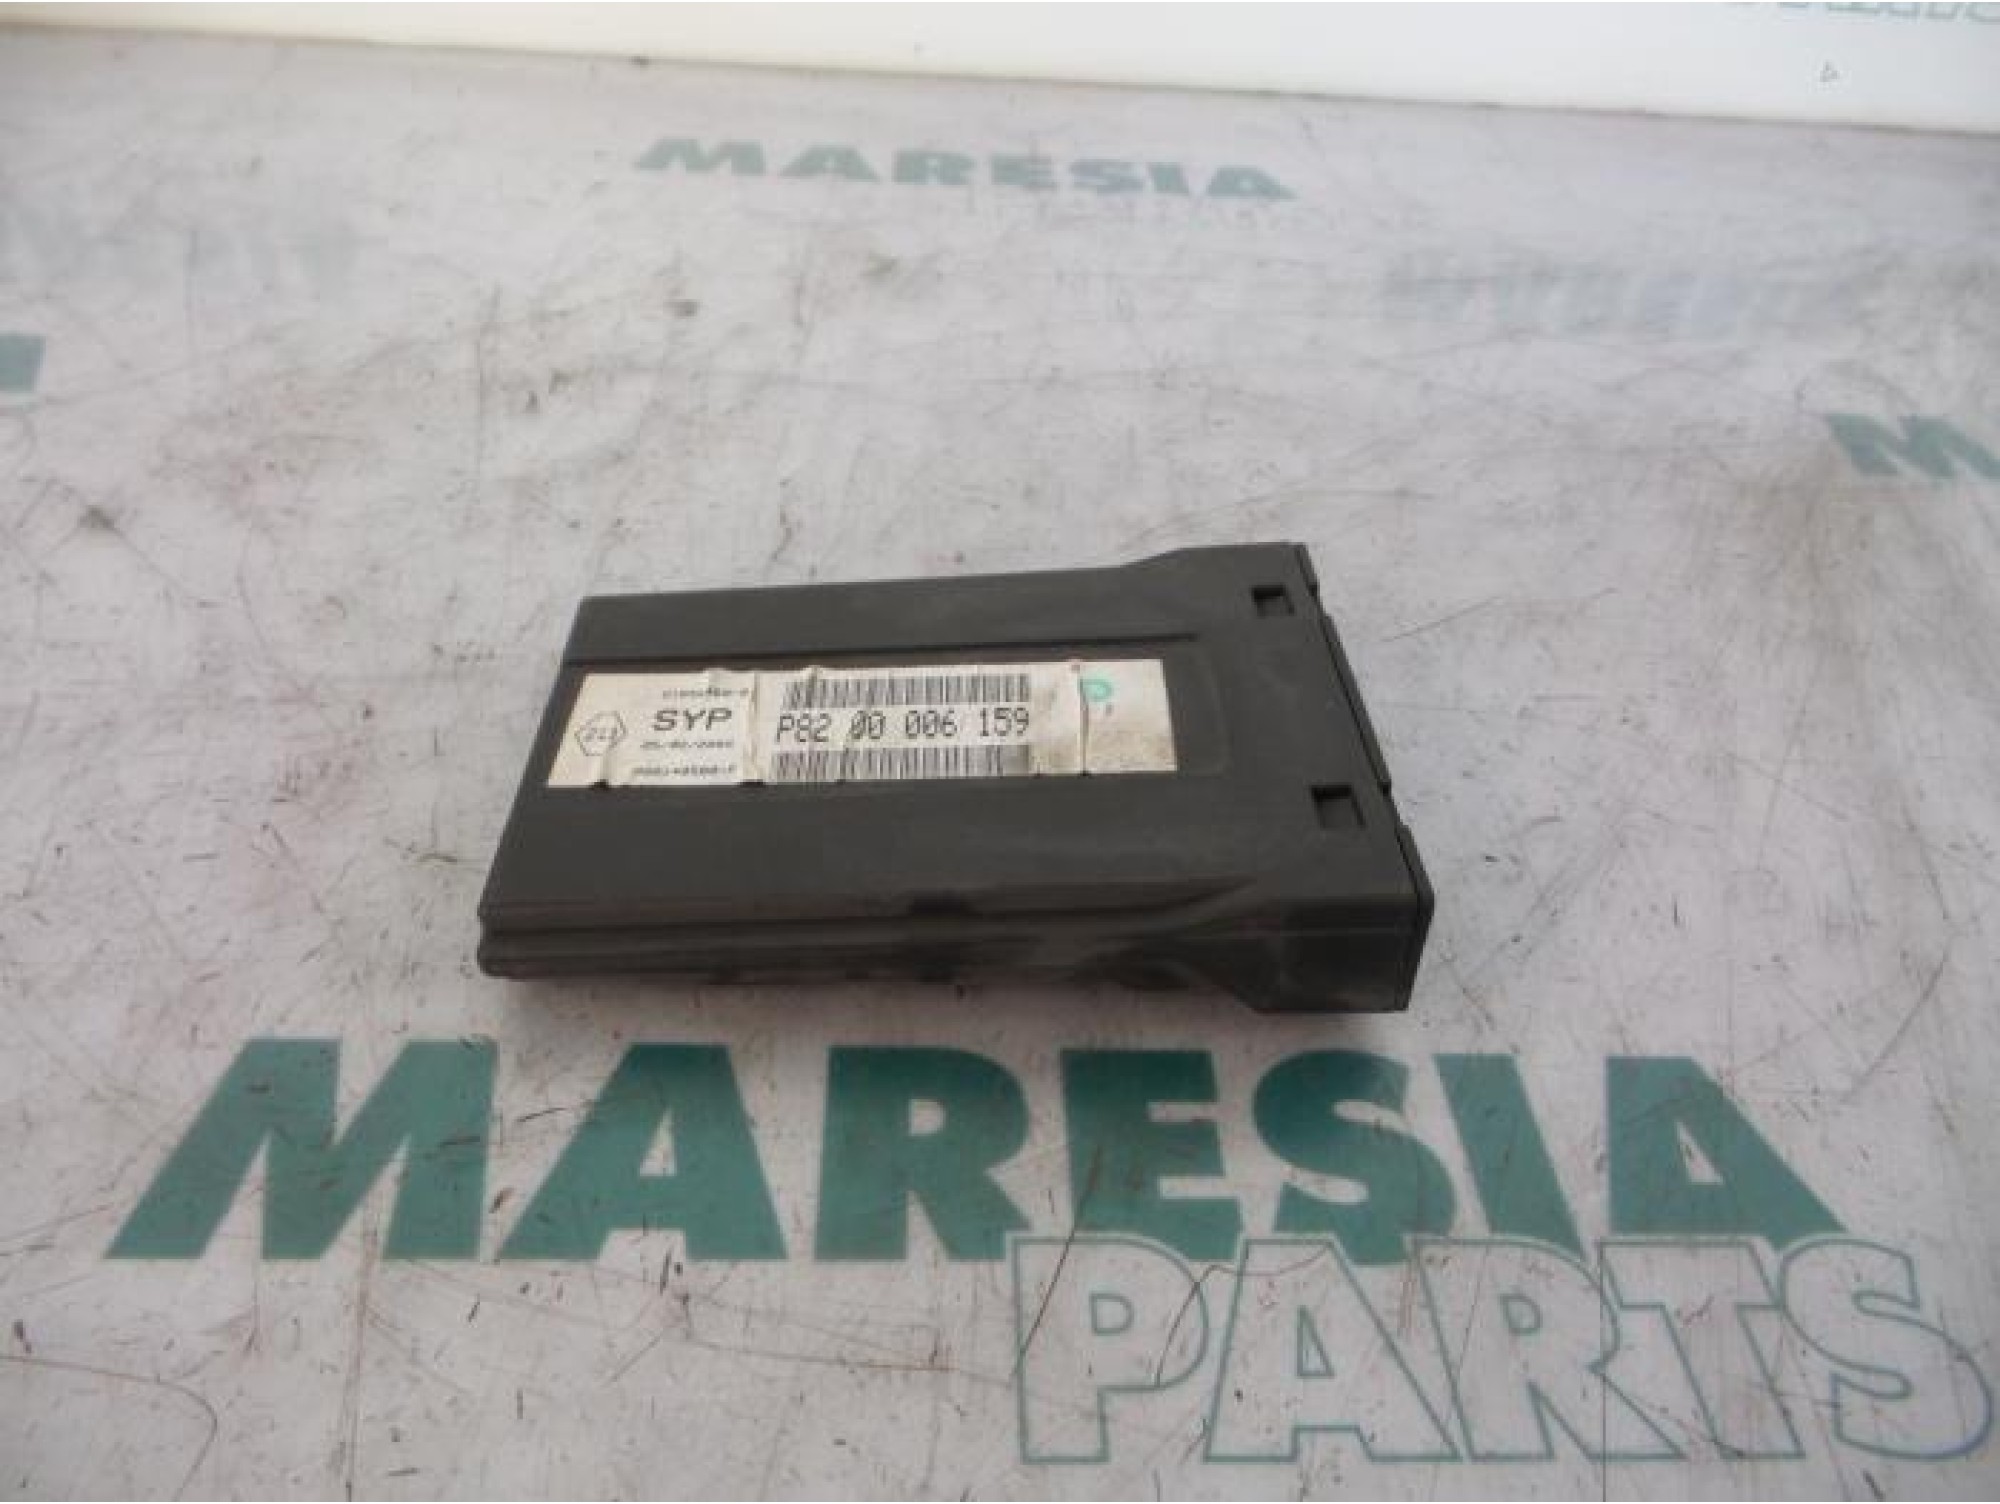 MARESIA
SYP
P82 00 006 159
MARESIA
PARTS